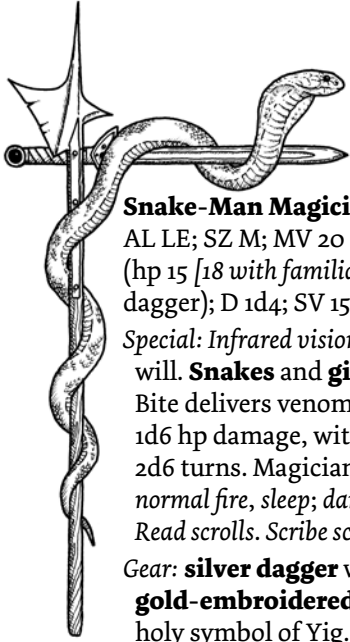 Snake-Man Magici
AL LE; SZ M; MV 20
(hp 15 [18 with familia
dagger); D 1d4; SV 15
Special: Infrared vision
will. Snakes and gi
Bite delivers venom
1d6 hp damage, wit
2d6 turns. Magician
normal fire, sleep; da
Read scrolls. Scribe sc
Gear: silver dagger w
gold-embroidered
holy symbol of Yig.